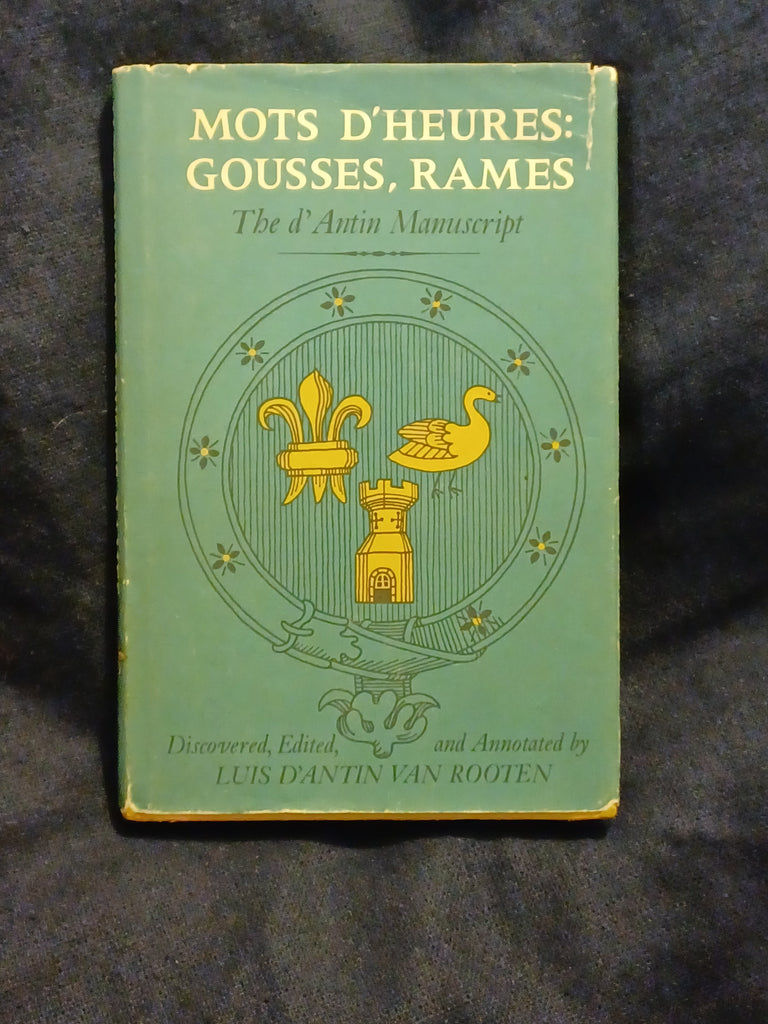 MOTS D'HEURES:
GOUSSES, RAMES
The d'Antin Manuscript
Discovered, Edited, and Annotated by
LUIS D'ANTIN VAN ROOTEN